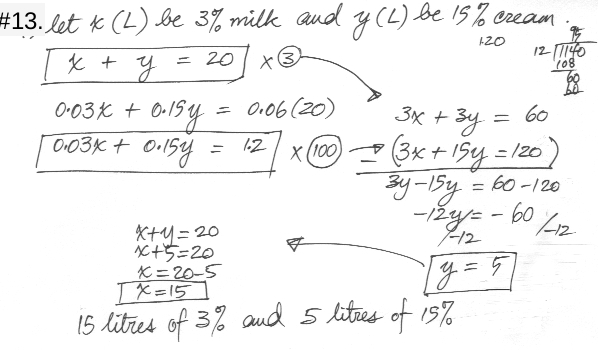 #13. let x (L) be 3% milk and y (L) be 15% cream.
x + y = 20 x ③
0.03x + 0.15y = 0.06(20)
0.03x + 0.15y = 1.2 x (100)
1.20
95
12 1140
108
60
60
3x + 3y = 60
- (3x + 15y = 120)
3y - 15y = 60 - 120
-12y = - 60 /-12
/-12
y = 5
x+y = 20
x+5 = 20
x = 20-5
x = 15
15 litres of 3% and 5 litres of 15%